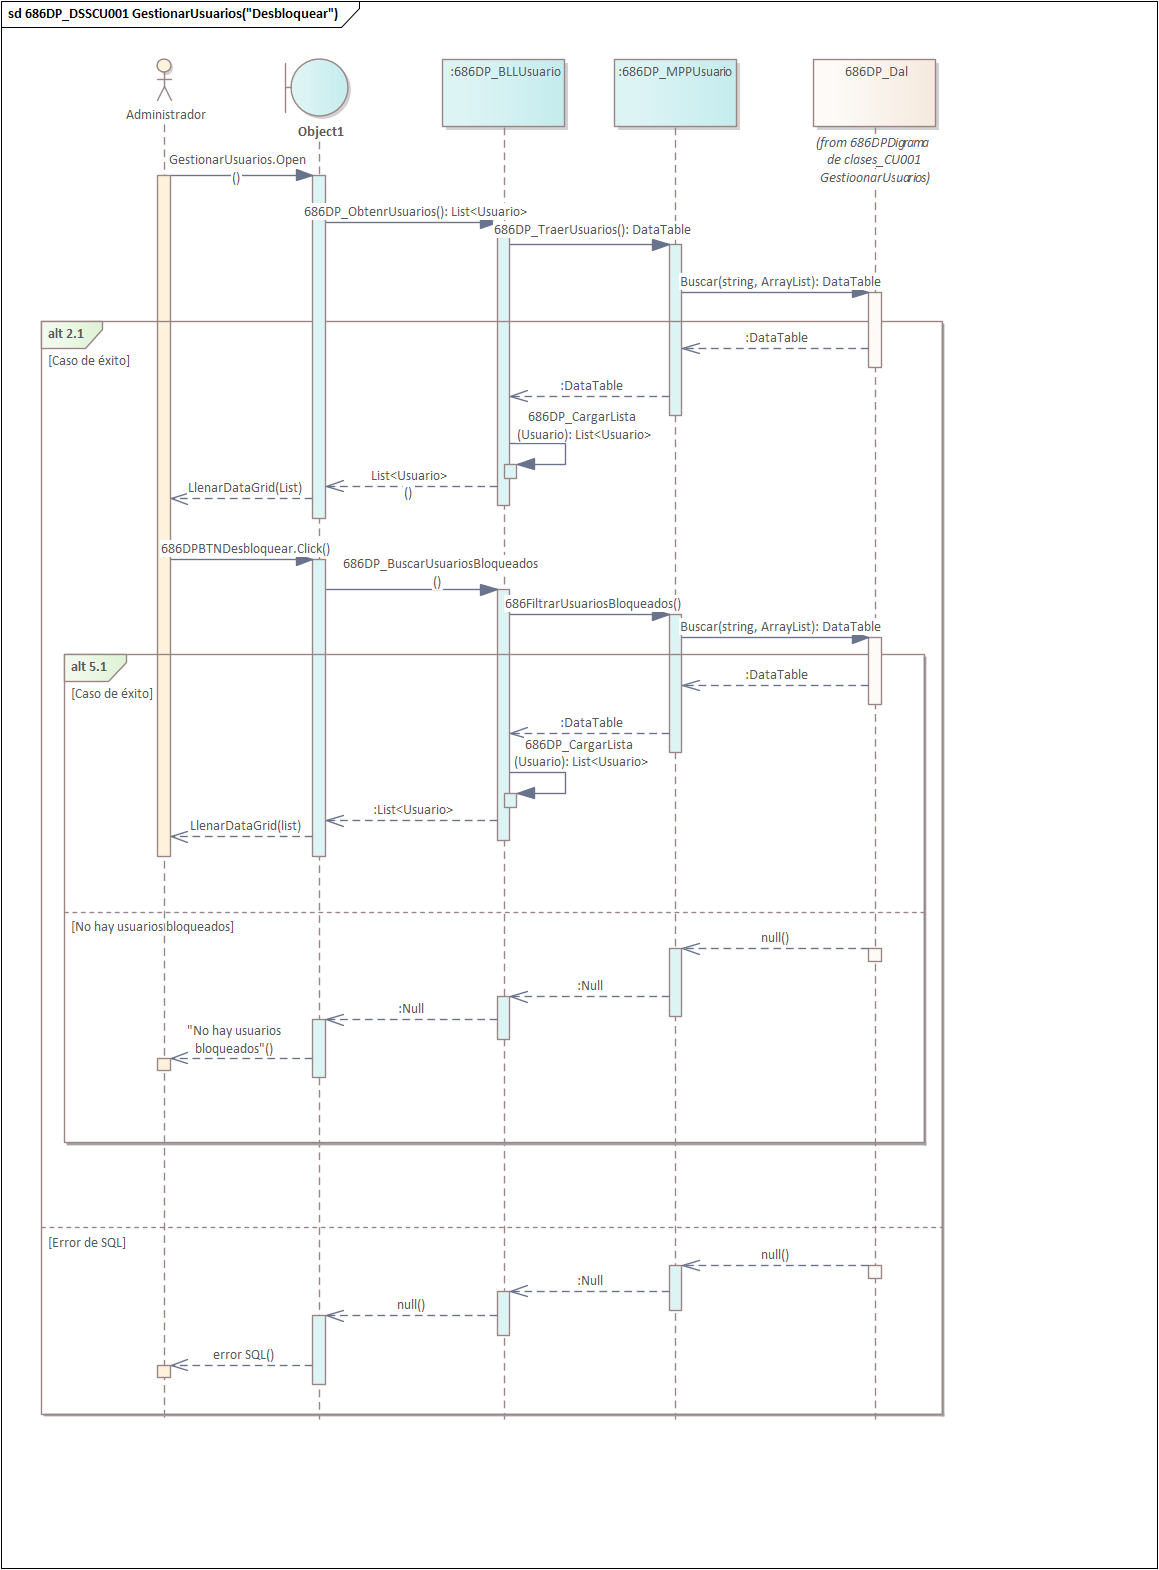 sd 686DP_DSSCU001 GestionarUsuarios("Desbloquear")
Administrador
Object1
:686DP_BLLUsuario
:686DP_MPPUsuario
686DP_Dal
(from 686DPDigrama
de clases_CU001
GestioonarUsuarios)
GestionarUsuarios.Open
()
686DP_ObtenrUsuarios(): List<Usuario>
686DP_TraerUsuarios(): DataTable
Buscar(string, ArrayList): DataTable
alt 2.1
[Caso de éxito]
:DataTable
:DataTable
686DP_CargarLista
(Usuario): List<Usuario>
List<Usuario>
()
LlenarDataGrid(List)
686DPBTNDesbloquear.Click()
686DP_BuscarUsuariosBloqueados
()
686FiltrarUsuariosBloqueados()
Buscar(string, ArrayList): DataTable
alt 5.1
[Caso de éxito]
:DataTable
:DataTable
686DP_CargarLista
(Usuario): List<Usuario>
:List<Usuario>
LlenarDataGrid(list)
[No hay usuarios bloqueados]
null()
:Null
:Null
"No hay usuarios
bloqueados"()
[Error de SQL]
null()
:Null
null()
error SQL()